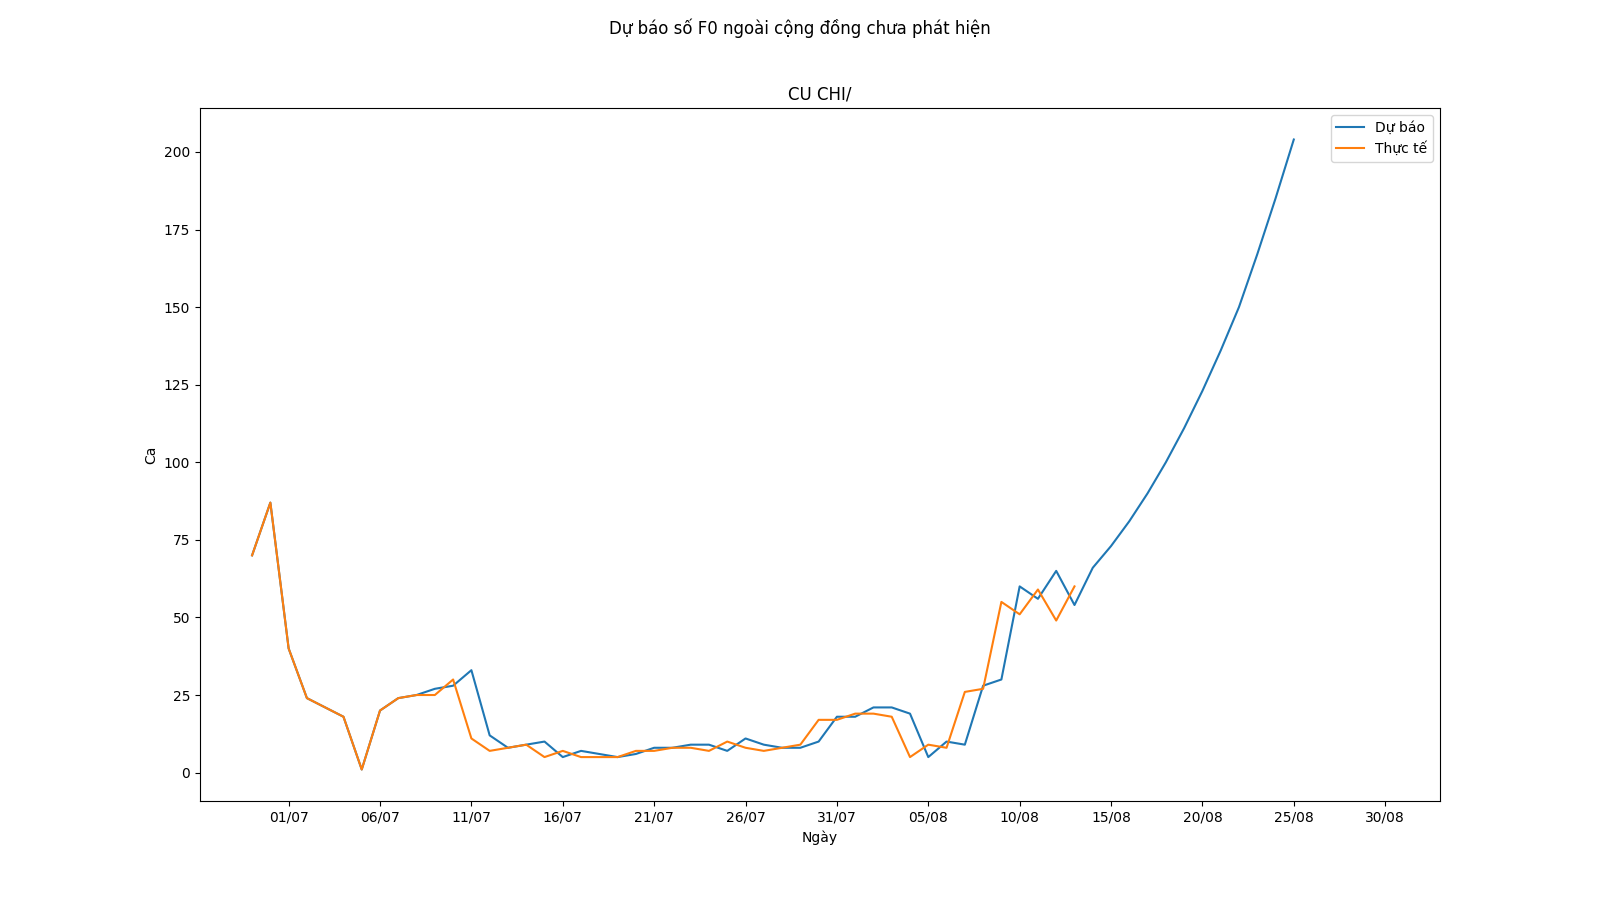 Dự báo số F0 ngoài cộng đồng chưa phát hiện
CU CHI/
Dự báo
Thực tế
200
175
150
125
100
75
50
25
0
Ca
01/07 06/07 11/07 16/07 21/07 26/07 31/07 05/08 10/08 15/08 20/08 25/08 30/08
Ngày